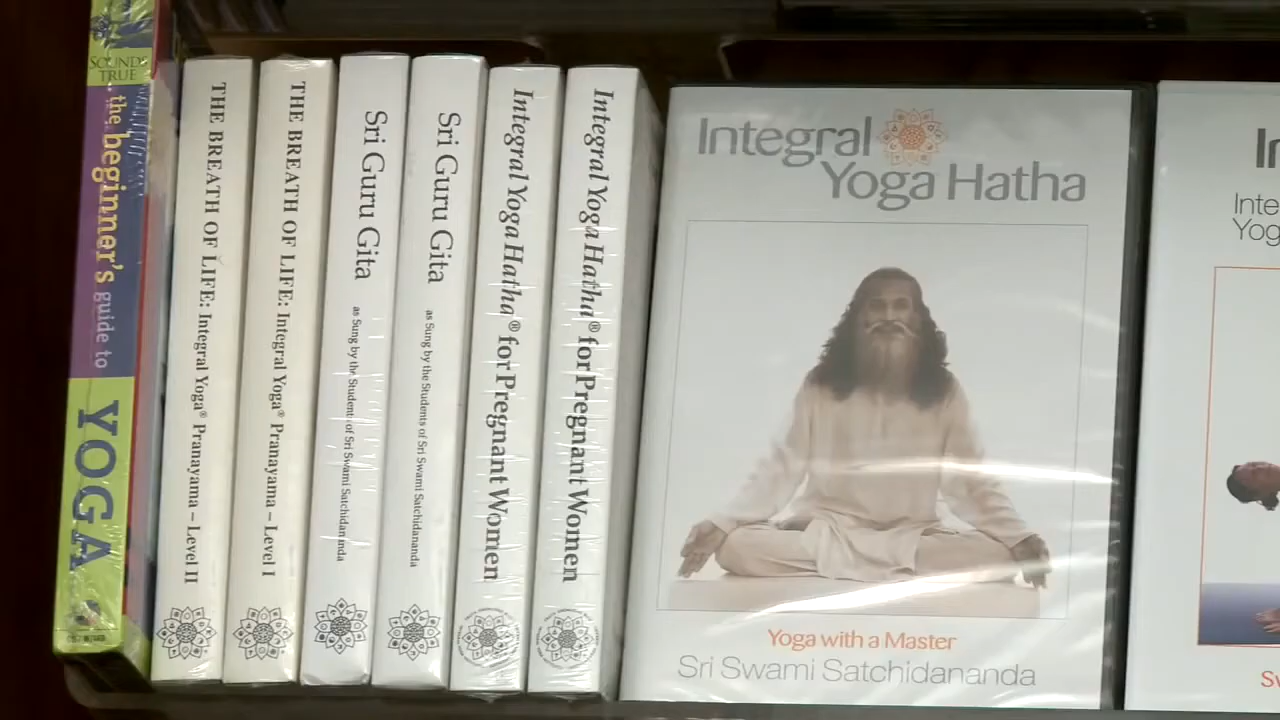 SOUNDS
TRUE
the beginner's guide to
YOGA
THE BREATH OF LIFE: Integral Yoga® Pranayama – Level II
THE BREATH OF LIFE: Integral Yoga® Pranayama – Level I
Sri Guru Gita as Sung by the Students of Sri Swami Satchidananda
Sri Guru Gita as Sung by the Students of Sri Swami Satchidananda
Integral Yoga Hatha® for Pregnant Women
Integral Yoga Hatha® for Pregnant Women
Integral
Yoga Hatha
Yoga with a Master
Sri Swami Satchidananda